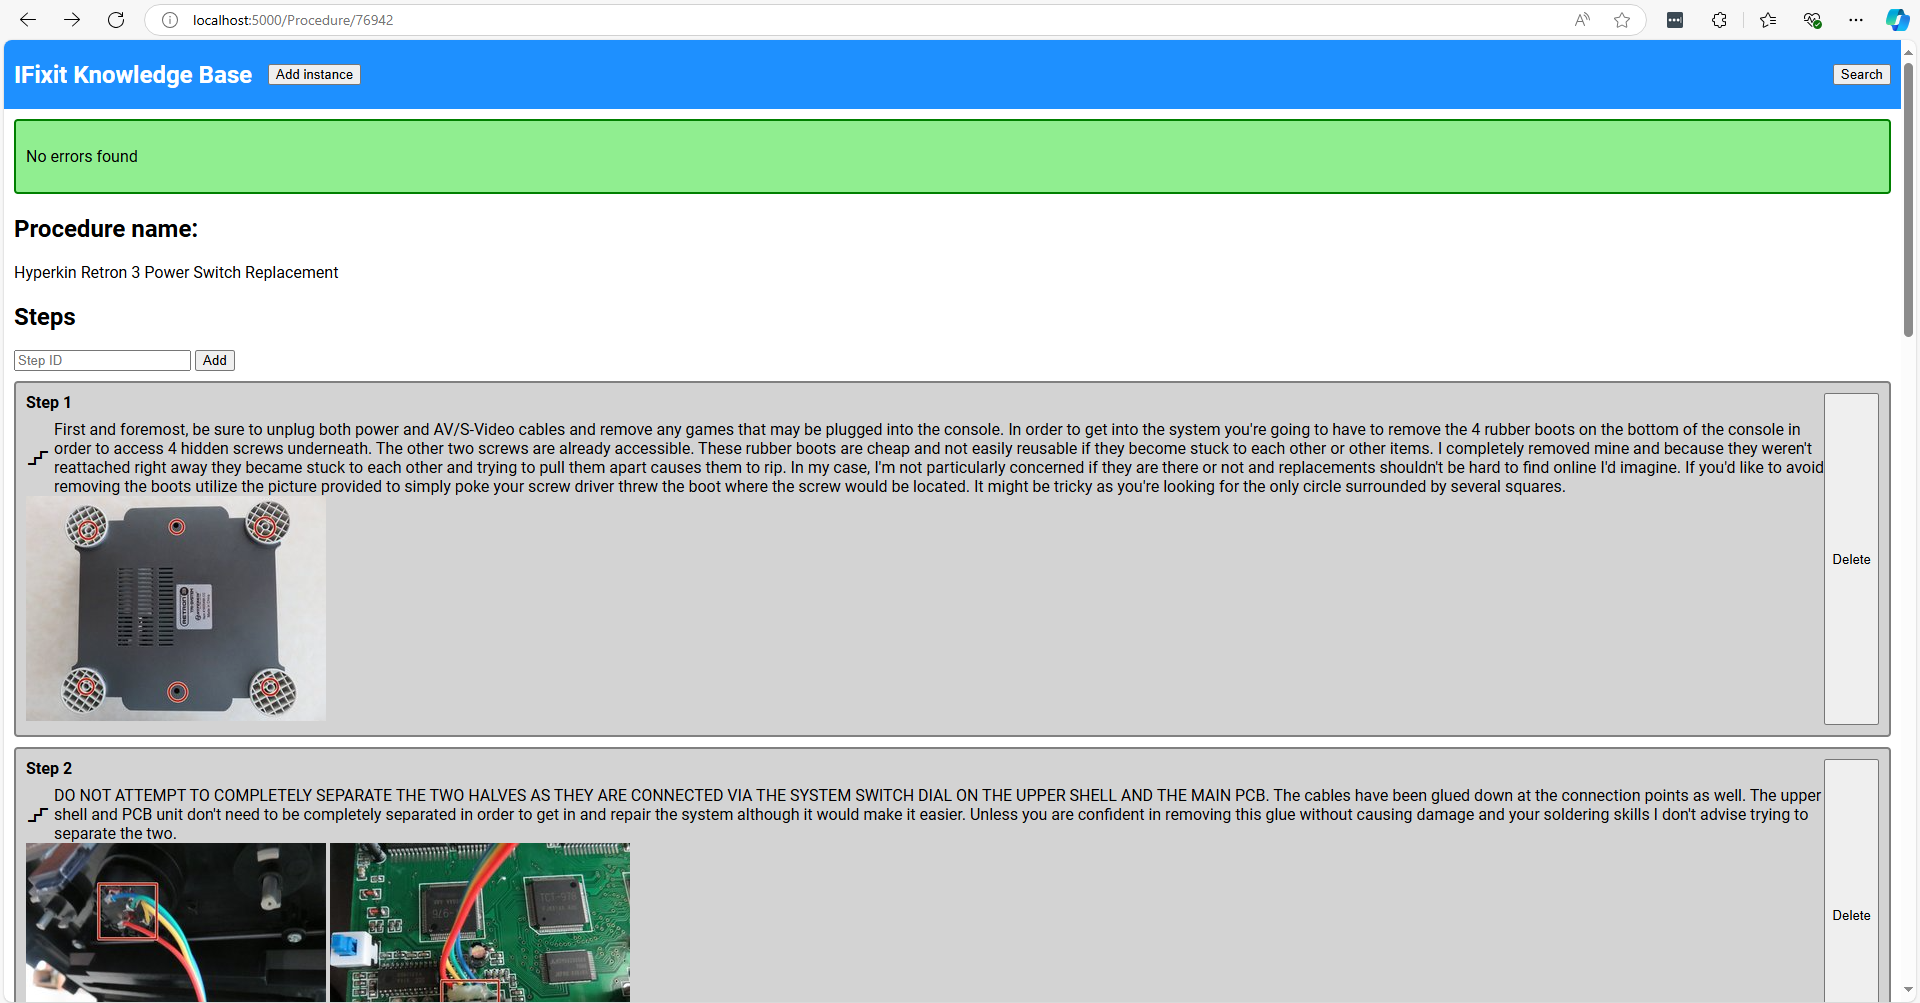 localhost:5000/Procedure/76942
IFixit Knowledge Base
Add instance
Search
No errors found
Procedure name:
Hyperkin Retron 3 Power Switch Replacement
Steps
Step ID
Add
Step 1
First and foremost, be sure to unplug both power and AV/S-Video cables and remove any games that may be plugged into the console. In order to get into the system you're going to have to remove the 4 rubber boots on the bottom of the console in
order to access 4 hidden screws underneath. The other two screws are already accessible. These rubber boots are cheap and not easily reusable if they become stuck to each other or other items. I completely removed mine and because they weren't
reattached right away they became stuck to each other and trying to pull them apart causes them to rip. In my case, I'm not particularly concerned if they are there or not and replacements shouldn't be hard to find online I'd imagine. If you'd like to avoid
removing the boots utilize the picture provided to simply poke your screw driver threw the boot where the screw would be located. It might be tricky as you're looking for the only circle surrounded by several squares.
RETRON
Delete
Step 2
DO NOT ATTEMPT TO COMPLETELY SEPARATE THE TWO HALVES AS THEY ARE CONNECTED VIA THE SYSTEM SWITCH DIAL ON THE UPPER SHELL AND THE MAIN PCB. The cables have been glued down at the connection points as well. The upper
shell and PCB unit don't need to be completely separated in order to get in and repair the system although it would make it easier. Unless you are confident in removing this glue without causing damage and your soldering skills I don't advise trying to
separate the two.
Delete